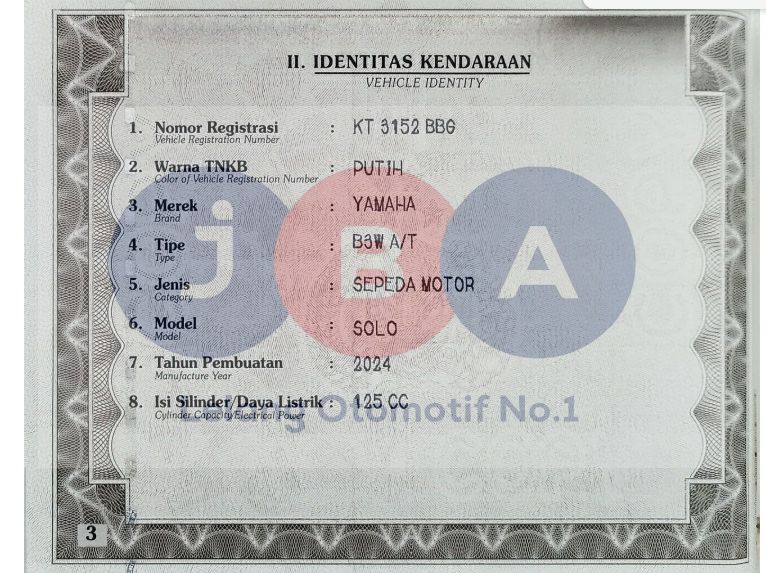 II. IDENTITAS KENDARAAN
VEHICLE IDENTITY
1. Nomor Registrasi : KT 3152 BBG
Vehicle Registration Number
2. Warna TNKB : PUTIH
Color of Vehicle Registration Number
3. Merek : YAMAHA
Brand
4. Tipe : B3W A/T
Type
5. Jenis : SEPEDA MOTOR
Category
6. Model : SOLO
Model
7. Tahun Pembuatan : 2024
Manufacture Year
8. Isi Silinder/Daya Listrik : 125 CC
Cylinder Capacity/Electrical Power
jBA
Otomotif No.1
3